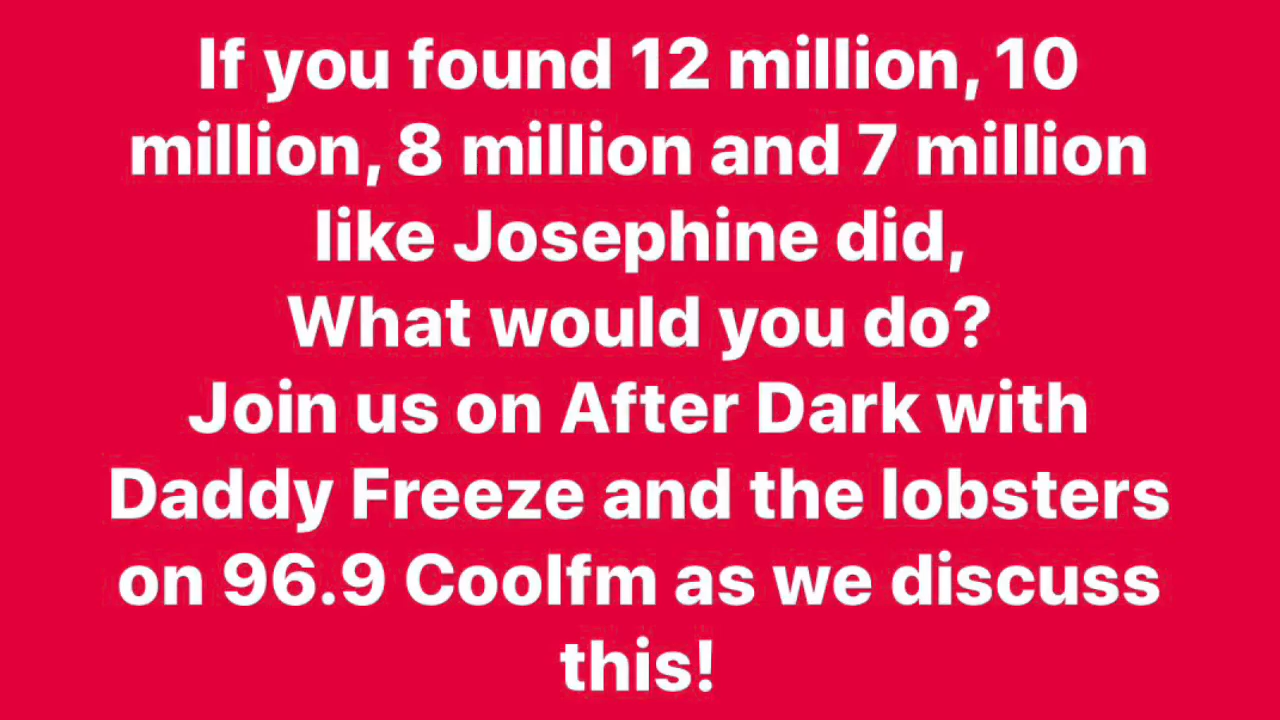 If you found 12 million, 10
million, 8 million and 7 million
like Josephine did,
What would you do?
Join us on After Dark with
Daddy Freeze and the lobsters
on 96.9 Coolfm as we discuss
this!